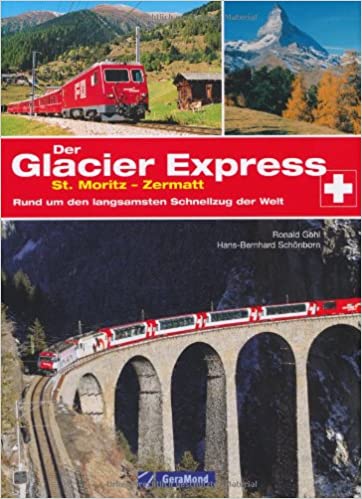 Der
Glacier Express
St. Moritz - Zermatt
Rund um den langsamsten Schnellzug der Welt
Ronald Gohl
Hans-Bernhard Schönborn
GeraMond